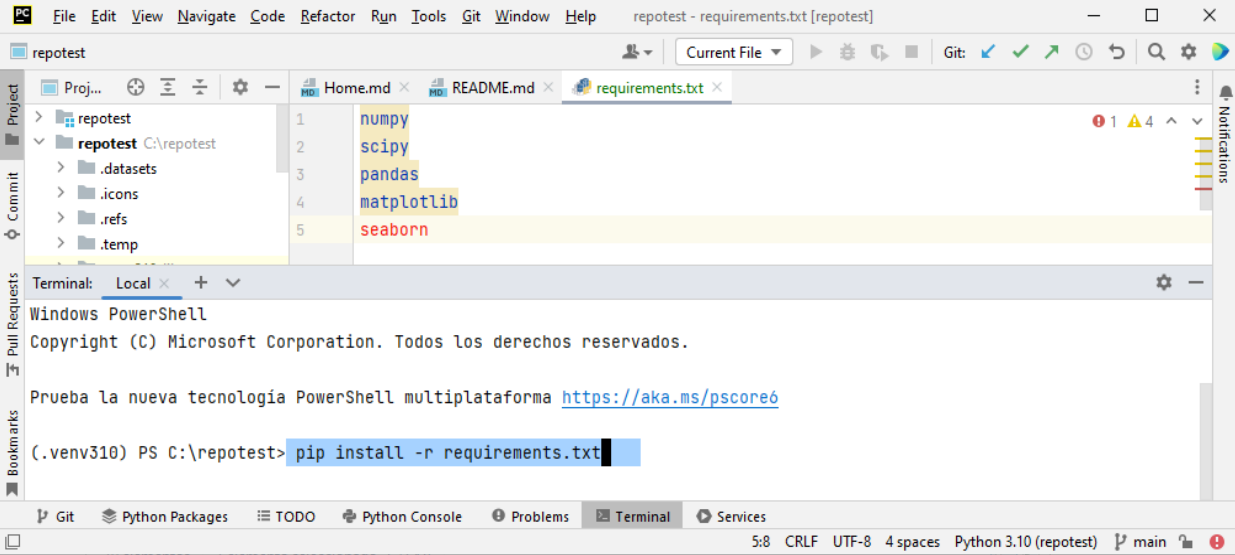 PC File Edit View Navigate Code Refactor Run Tools Git Window Help repotest - requirements.txt [repotest]
repotest Current File Git:
Project
Proj... Home.md README.md requirements.txt
repotest
repotest C:\repotest
.datasets
.icons
.refs
.temp
1 numpy
2 scipy
3 pandas
4 matplotlib
5 seaborn
1 4
Notifications
Commit
Pull Requests
Bookmarks
Terminal: Local
Windows PowerShell
Copyright (C) Microsoft Corporation. Todos los derechos reservados.
Prueba la nueva tecnología PowerShell multiplataforma https://aka.ms/pscore6
(.venv310) PS C:\repotest> pip install -r requirements.txt
Git Python Packages TODO Python Console Problems Terminal Services
5:8 CRLF UTF-8 4 spaces Python 3.10 (repotest) main